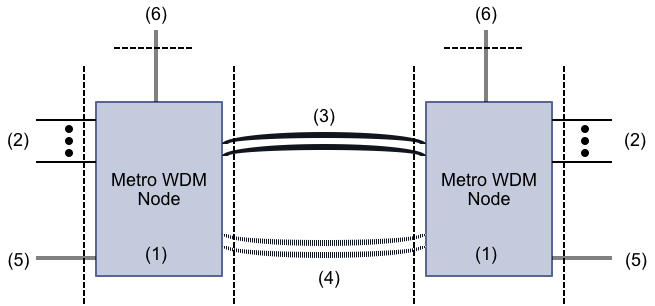 (6)
(6)
(3)
(2)
(2)
Metro WDM
Node
Metro WDM
Node
(1)
(1)
(5)
(5)
(4)